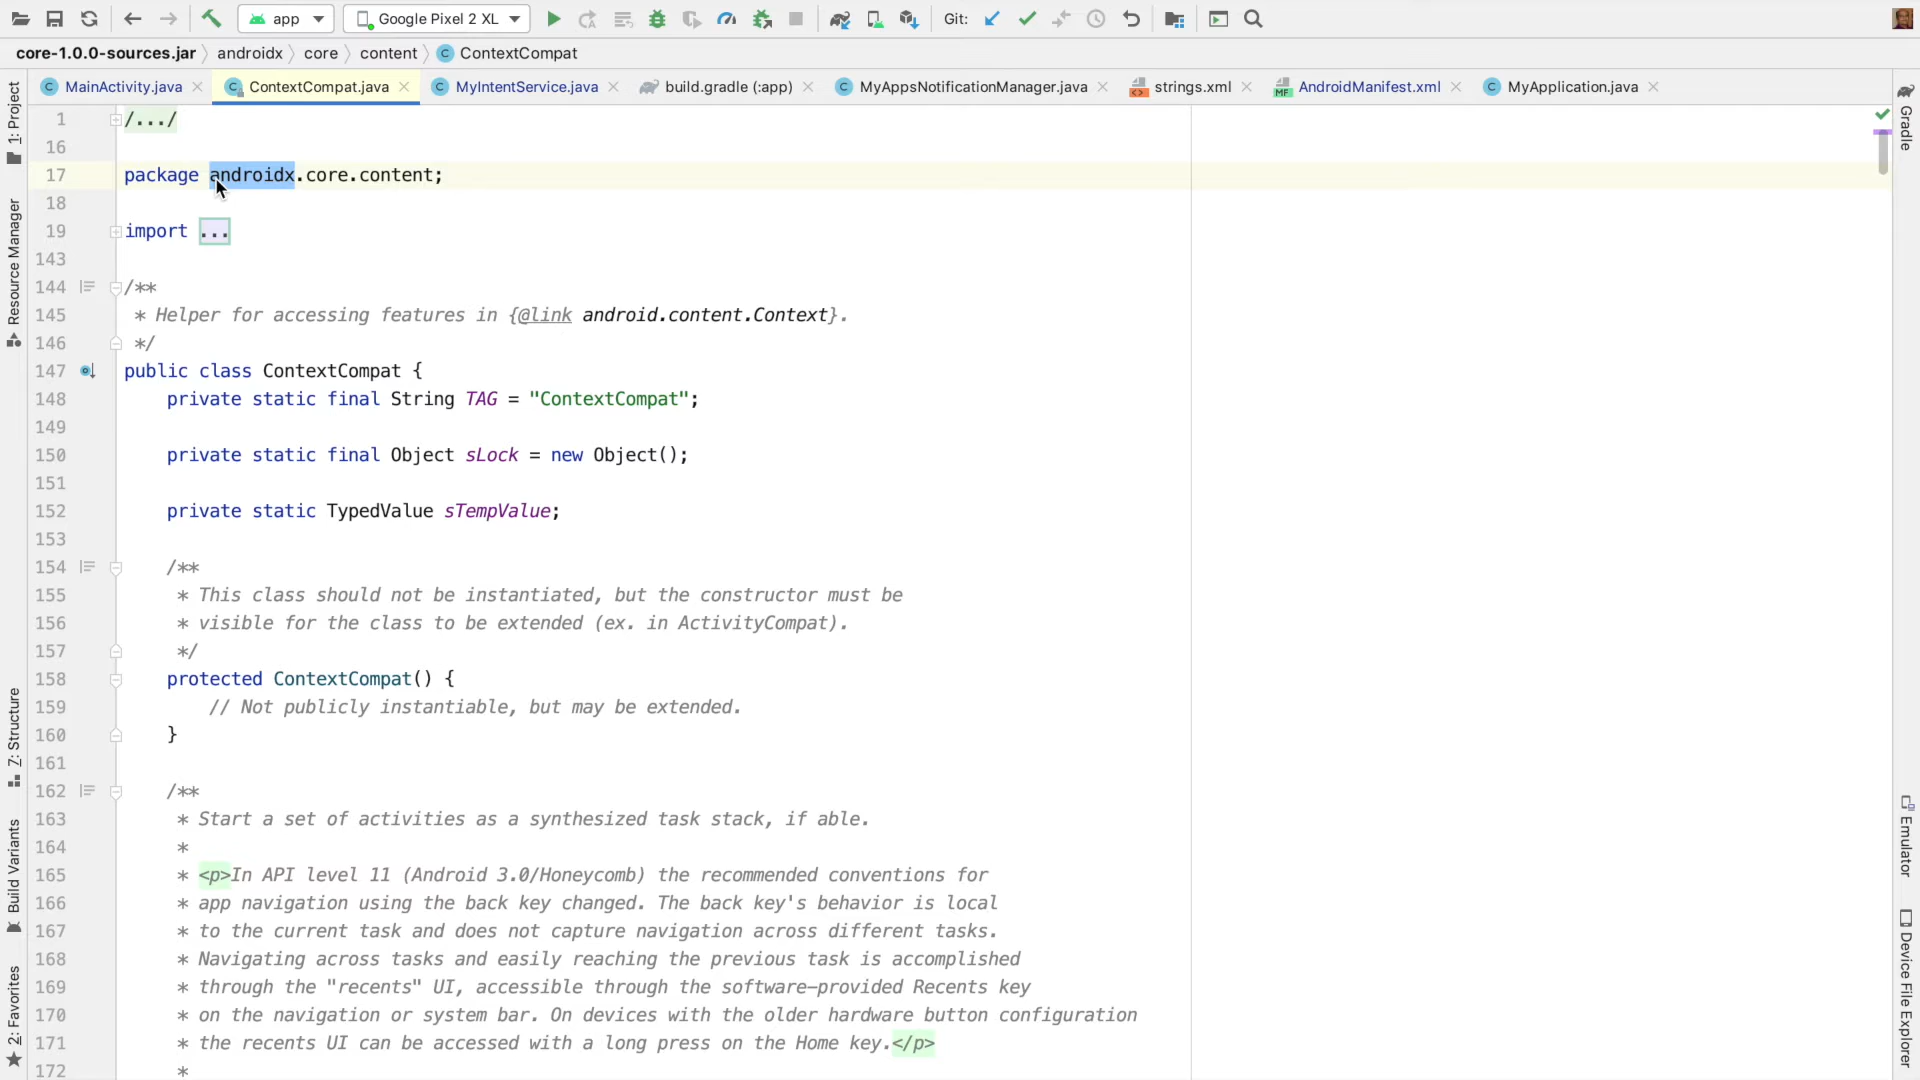 app
Google Pixel 2 XL
Git:
core-1.0.0-sources.jar androidx core content ContextCompat
MainActivity.java ContextCompat.java MyIntentService.java build.gradle (:app) MyAppsNotificationManager.java strings.xml AndroidManifest.xml MyApplication.java
1: Project
Resource Manager
7: Structure
Build Variants
2: Favorites
1 /.../
16
17 package androidx.core.content;
18
19 import ...
143
144 /**
145 * Helper for accessing features in {@link android.content.Context}.
146 */
147 public class ContextCompat {
148 private static final String TAG = "ContextCompat";
149
150 private static final Object sLock = new Object();
151
152 private static TypedValue sTempValue;
153
154 /**
155 * This class should not be instantiated, but the constructor must be
156 * visible for the class to be extended (ex. in ActivityCompat).
157 */
158 protected ContextCompat() {
159 // Not publicly instantiable, but may be extended.
160 }
161
162 /**
163 * Start a set of activities as a synthesized task stack, if able.
164 *
165 * <p>In API level 11 (Android 3.0/Honeycomb) the recommended conventions for
166 * app navigation using the back key changed. The back key's behavior is local
167 * to the current task and does not capture navigation across different tasks.
168 * Navigating across tasks and easily reaching the previous task is accomplished
169 * through the "recents" UI, accessible through the software-provided Recents key
170 * on the navigation or system bar. On devices with the older hardware button configuration
171 * the recents UI can be accessed with a long press on the Home key.</p>
172 *
Gradle
Emulator
Device File Explorer